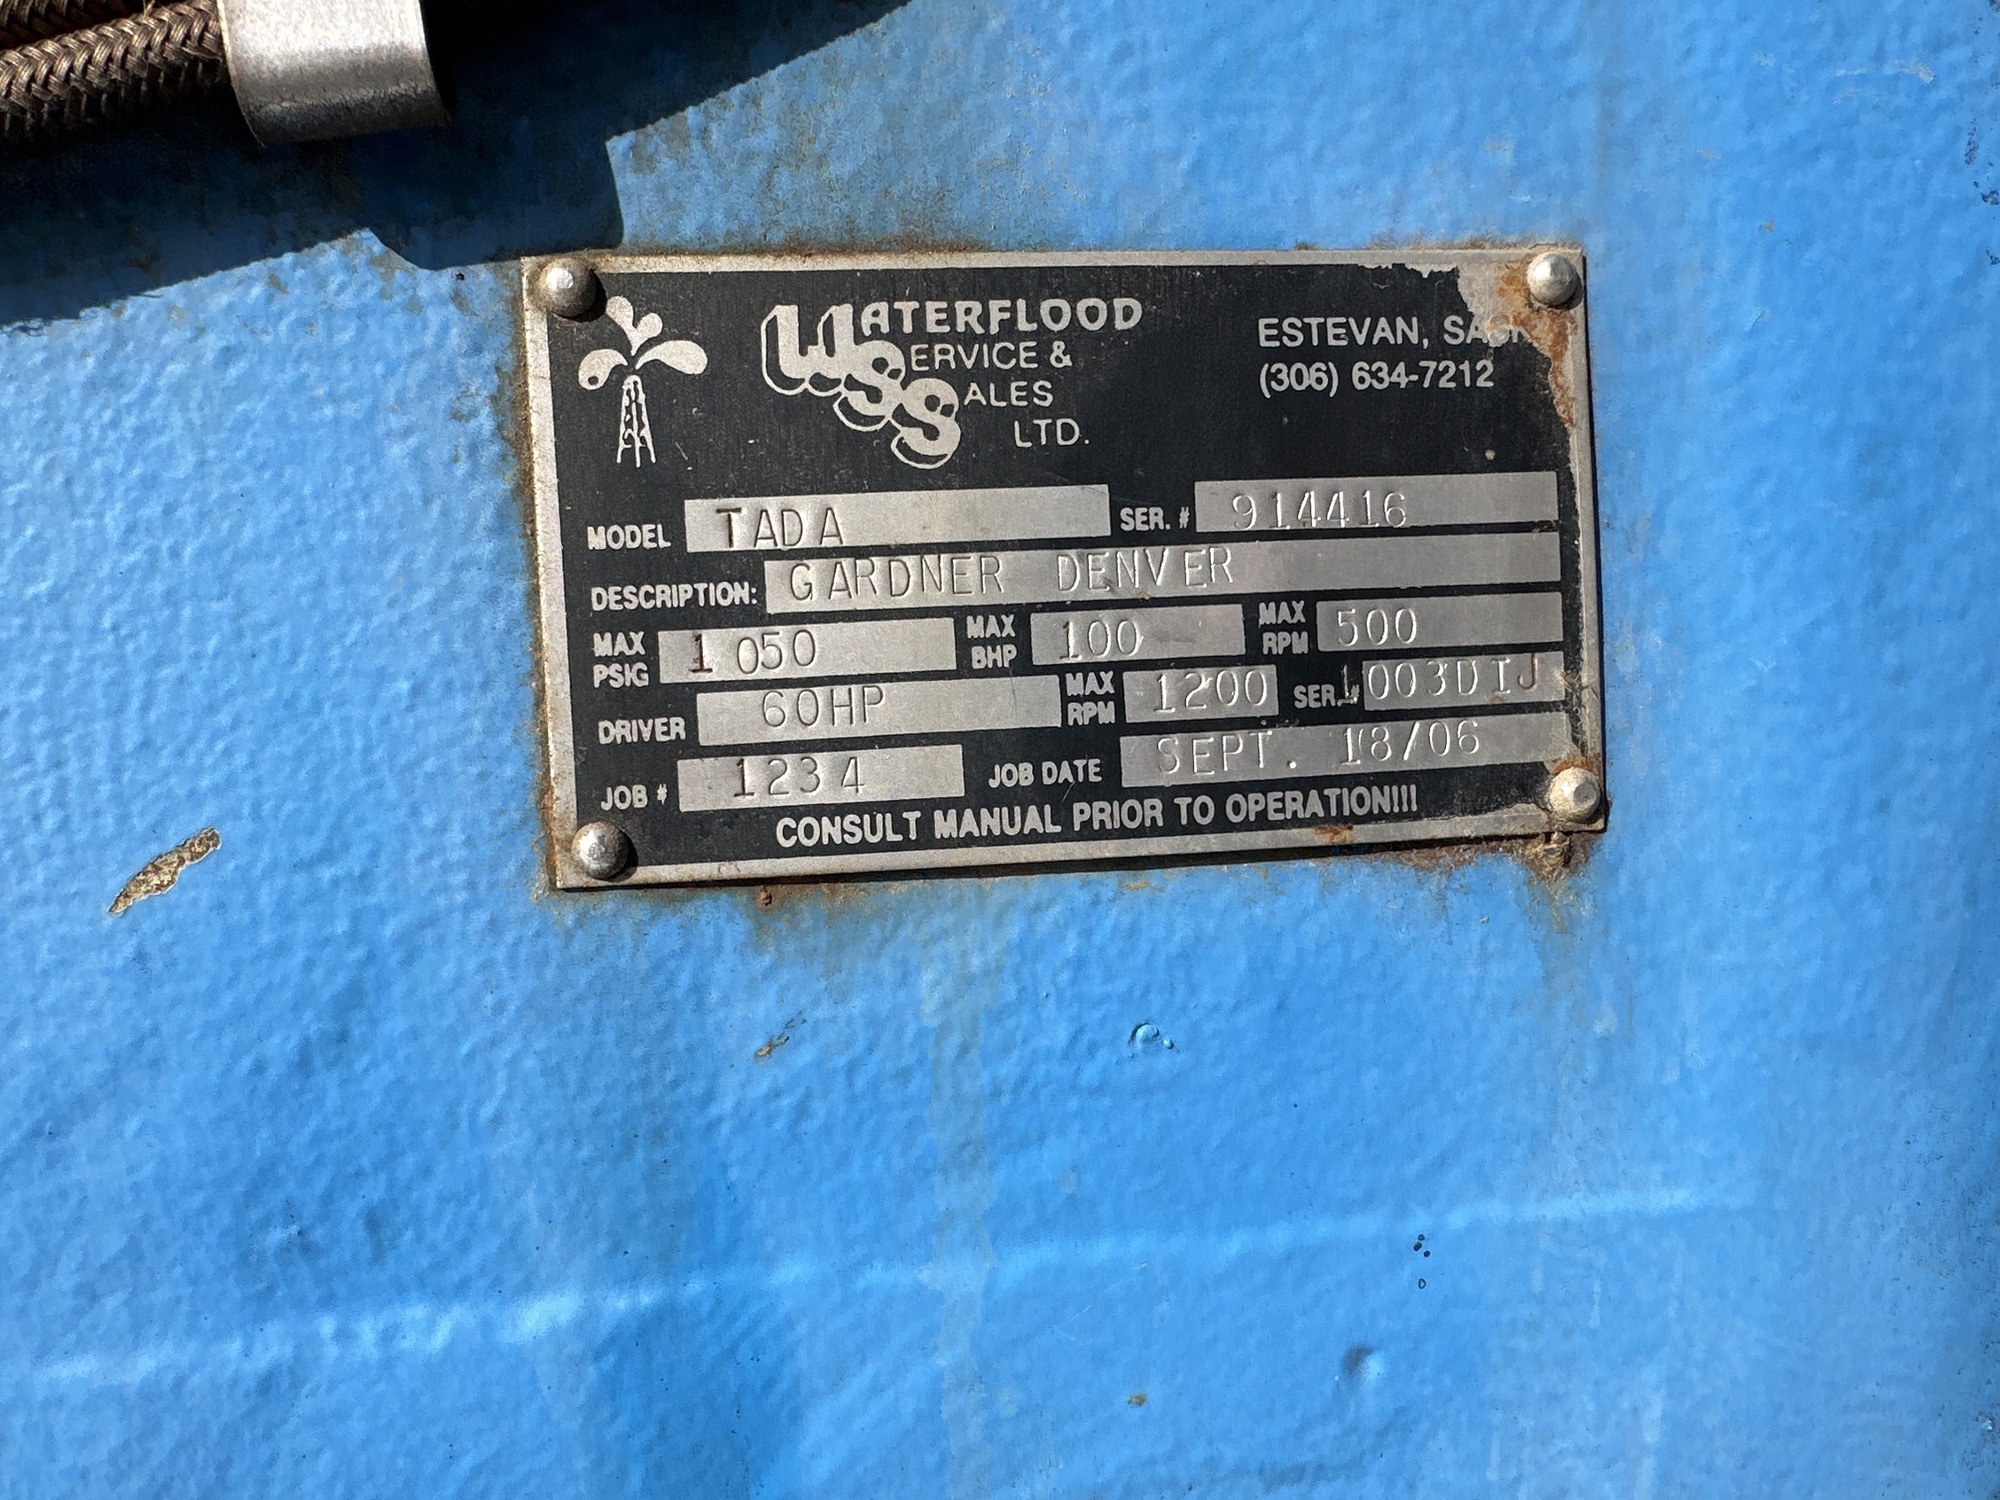 WATERFLOOD
SERVICE &
SALES
LTD.
ESTEVAN, SASK
(306) 634-7212
MODEL TADA SER. # 914416
DESCRIPTION: GARDNER DENVER
MAX PSIG 1050 MAX BHP 100 MAX RPM 500
DRIVER 60HP MAX RPM 1200 SER. # 1003DIJ
JOB # 1234 JOB DATE SEPT. 18/06
CONSULT MANUAL PRIOR TO OPERATION!!!